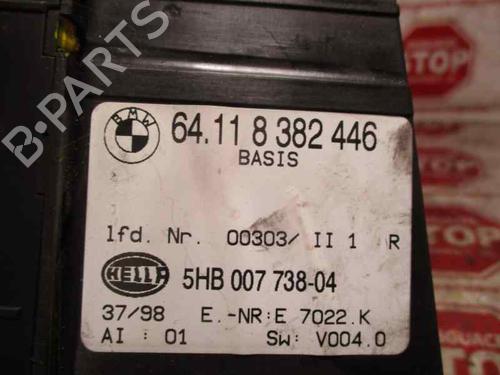 BMW
64.11 8 382 446
BASIS
lfd. Nr. 00303/ II 1 R
HELLA 5HB 007 738-04
37/98 E.-NR:E 7022.K
AI : 01 SW: V004.0
STOP
STOP
B-PARTS